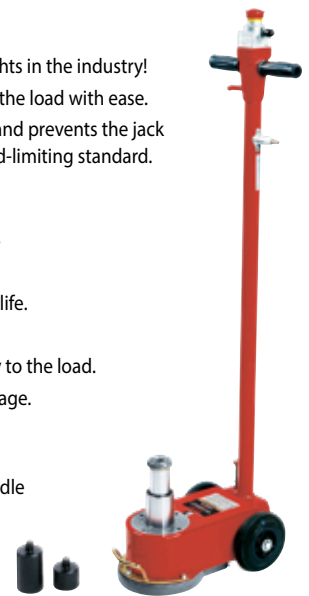 hts in the industry!
the load with ease.
and prevents the jack
d-limiting standard.
life.
to the load.
age.
dle